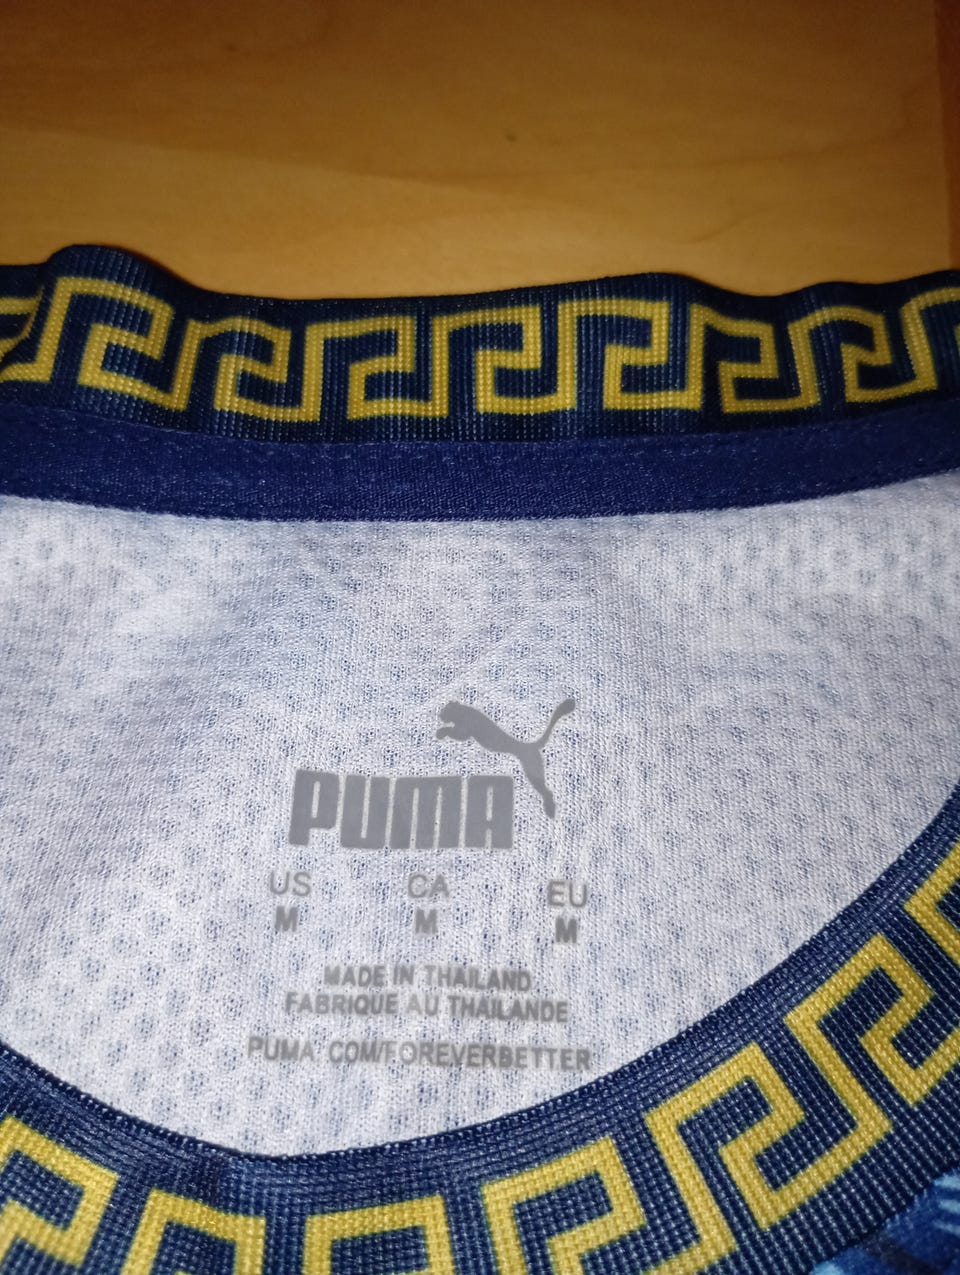 PUMA
US CA EU
M M M
MADE IN THAILAND
FABRIQUE AU THAILANDE
PUMA.COM/FOREVERBETTER